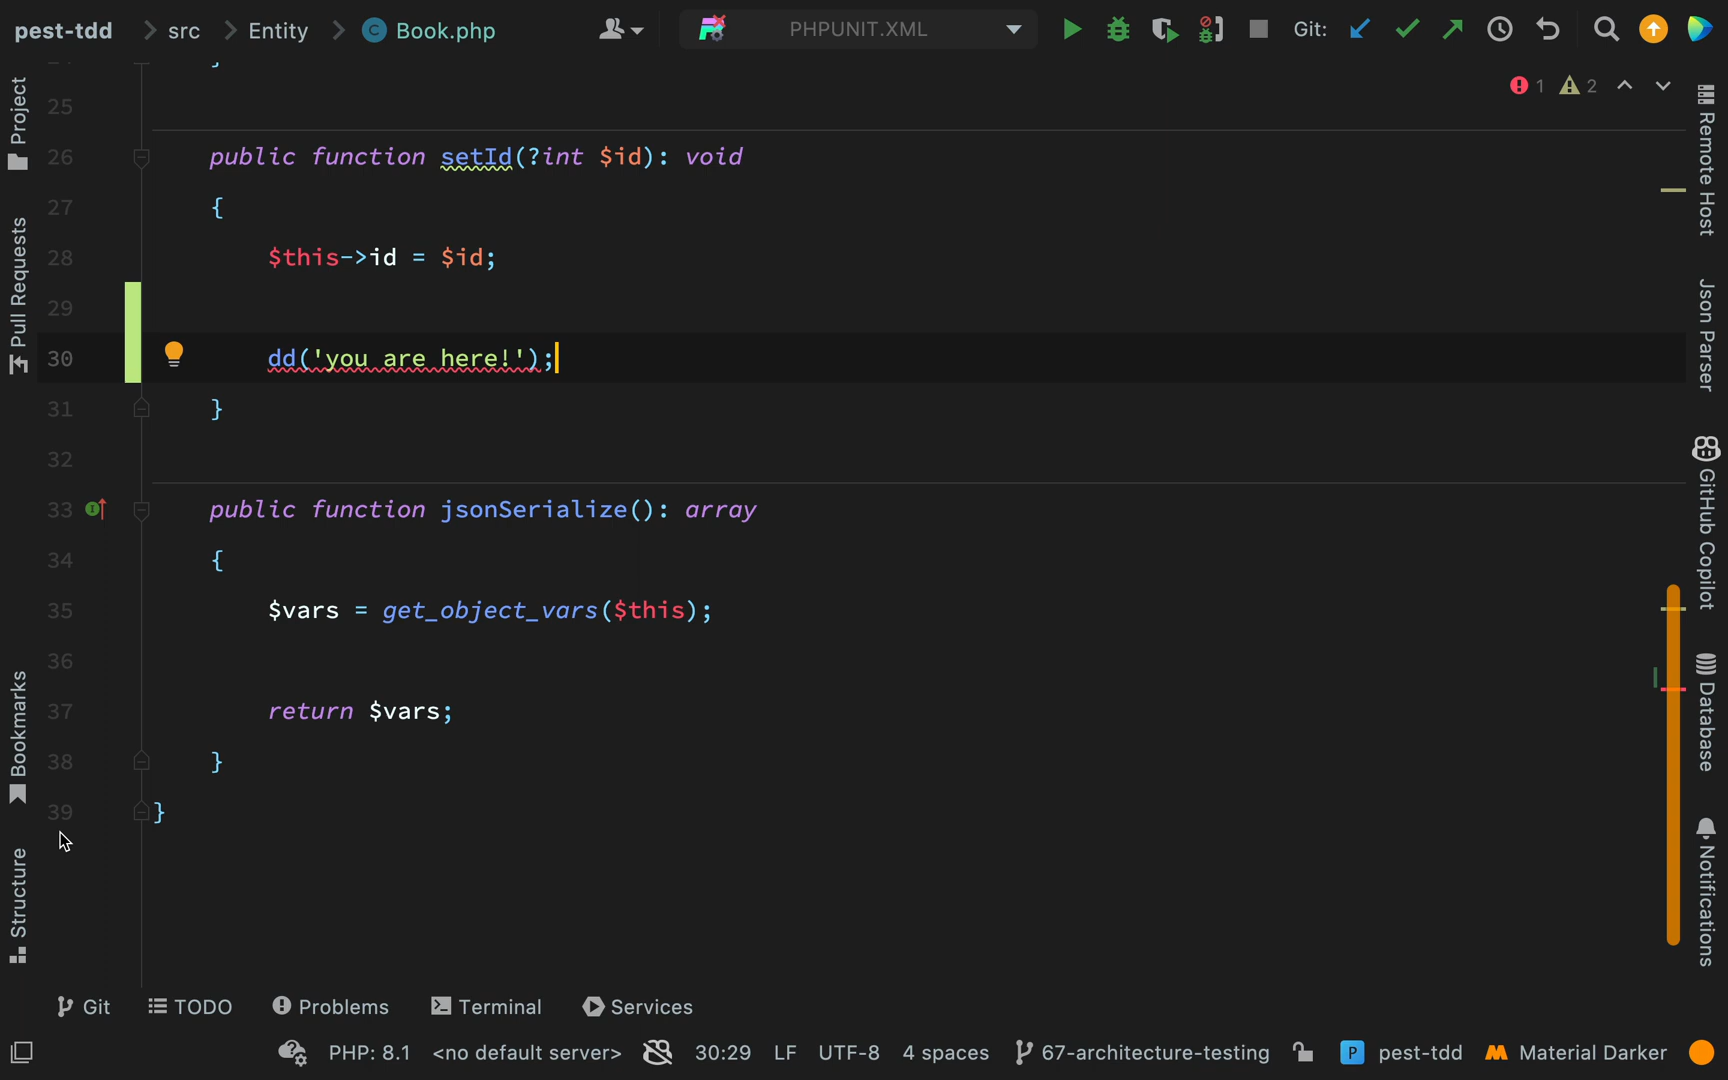 pest-tdd > src > Entity > Book.php PHPUNIT.XML Git:
1 2
25
26 public function setId(?int $id): void
27 {
28 $this->id = $id;
29
30 dd('you are here!');
31 }
32
33 public function jsonSerialize(): array
34 {
35 $vars = get_object_vars($this);
36
37 return $vars;
38 }
39 }
Project
Pull Requests
Bookmarks
Structure
Remote Host
Json Parser
GitHub Copilot
Database
Notifications
Git TODO Problems Terminal Services
PHP: 8.1 <no default server> 30:29 LF UTF-8 4 spaces 67-architecture-testing P pest-tdd Material Darker